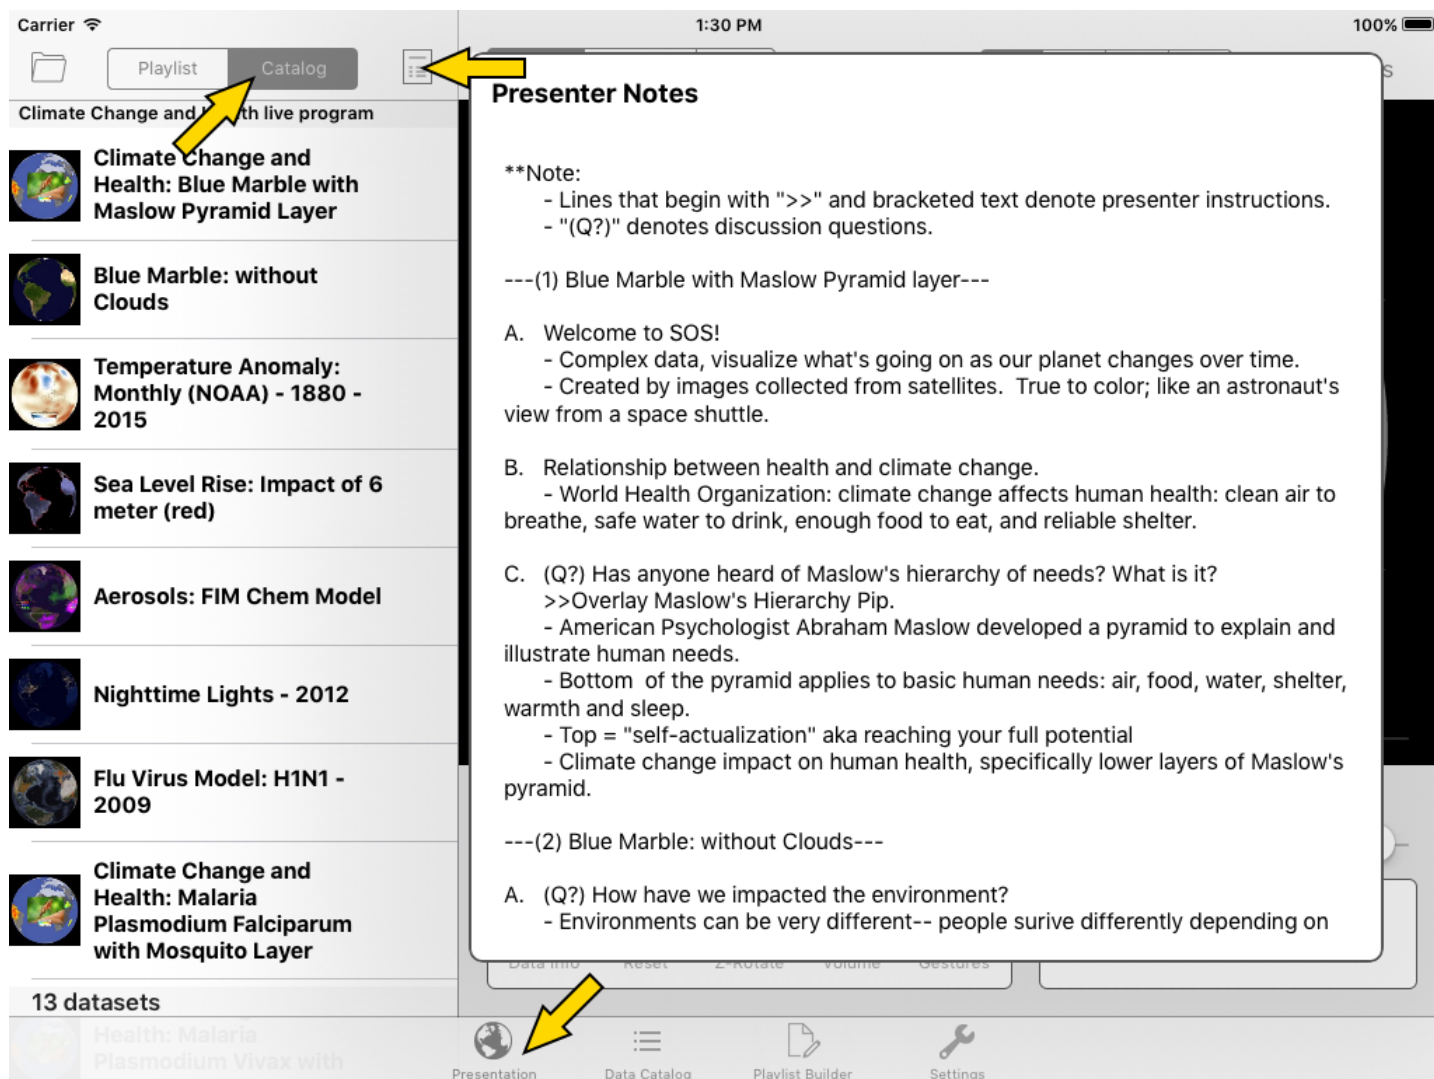 Carrier
1:30 PM
100%
Playlist
Catalog
s
Climate Change and H th live program
Climate Change and
Health: Blue Marble with
Maslow Pyramid Layer
Blue Marble: without
Clouds
Temperature Anomaly:
Monthly (NOAA) - 1880 -
2015
Sea Level Rise: Impact of 6
meter (red)
Aerosols: FIM Chem Model
Nighttime Lights - 2012
Flu Virus Model: H1N1 -
2009
Climate Change and
Health: Malaria
Plasmodium Falciparum
with Mosquito Layer
13 datasets
Health: Malaria
Plasmodium Vivax with
Presenter Notes
**Note:
- Lines that begin with ">>" and bracketed text denote presenter instructions.
- "(Q?)" denotes discussion questions.
---(1) Blue Marble with Maslow Pyramid layer---
A. Welcome to SOS!
- Complex data, visualize what's going on as our planet changes over time.
- Created by images collected from satellites. True to color; like an astronaut's
view from a space shuttle.
B. Relationship between health and climate change.
- World Health Organization: climate change affects human health: clean air to
breathe, safe water to drink, enough food to eat, and reliable shelter.
C. (Q?) Has anyone heard of Maslow's hierarchy of needs? What is it?
>>Overlay Maslow's Hierarchy Pip.
- American Psychologist Abraham Maslow developed a pyramid to explain and
illustrate human needs.
- Bottom of the pyramid applies to basic human needs: air, food, water, shelter,
warmth and sleep.
- Top = "self-actualization" aka reaching your full potential
- Climate change impact on human health, specifically lower layers of Maslow's
pyramid.
---(2) Blue Marble: without Clouds---
A. (Q?) How have we impacted the environment?
- Environments can be very different-- people surive differently depending on
Data Info Reset Z-Rotate Volume Gestures
Presentation
Data Catalog
Playlist Builder
Settings